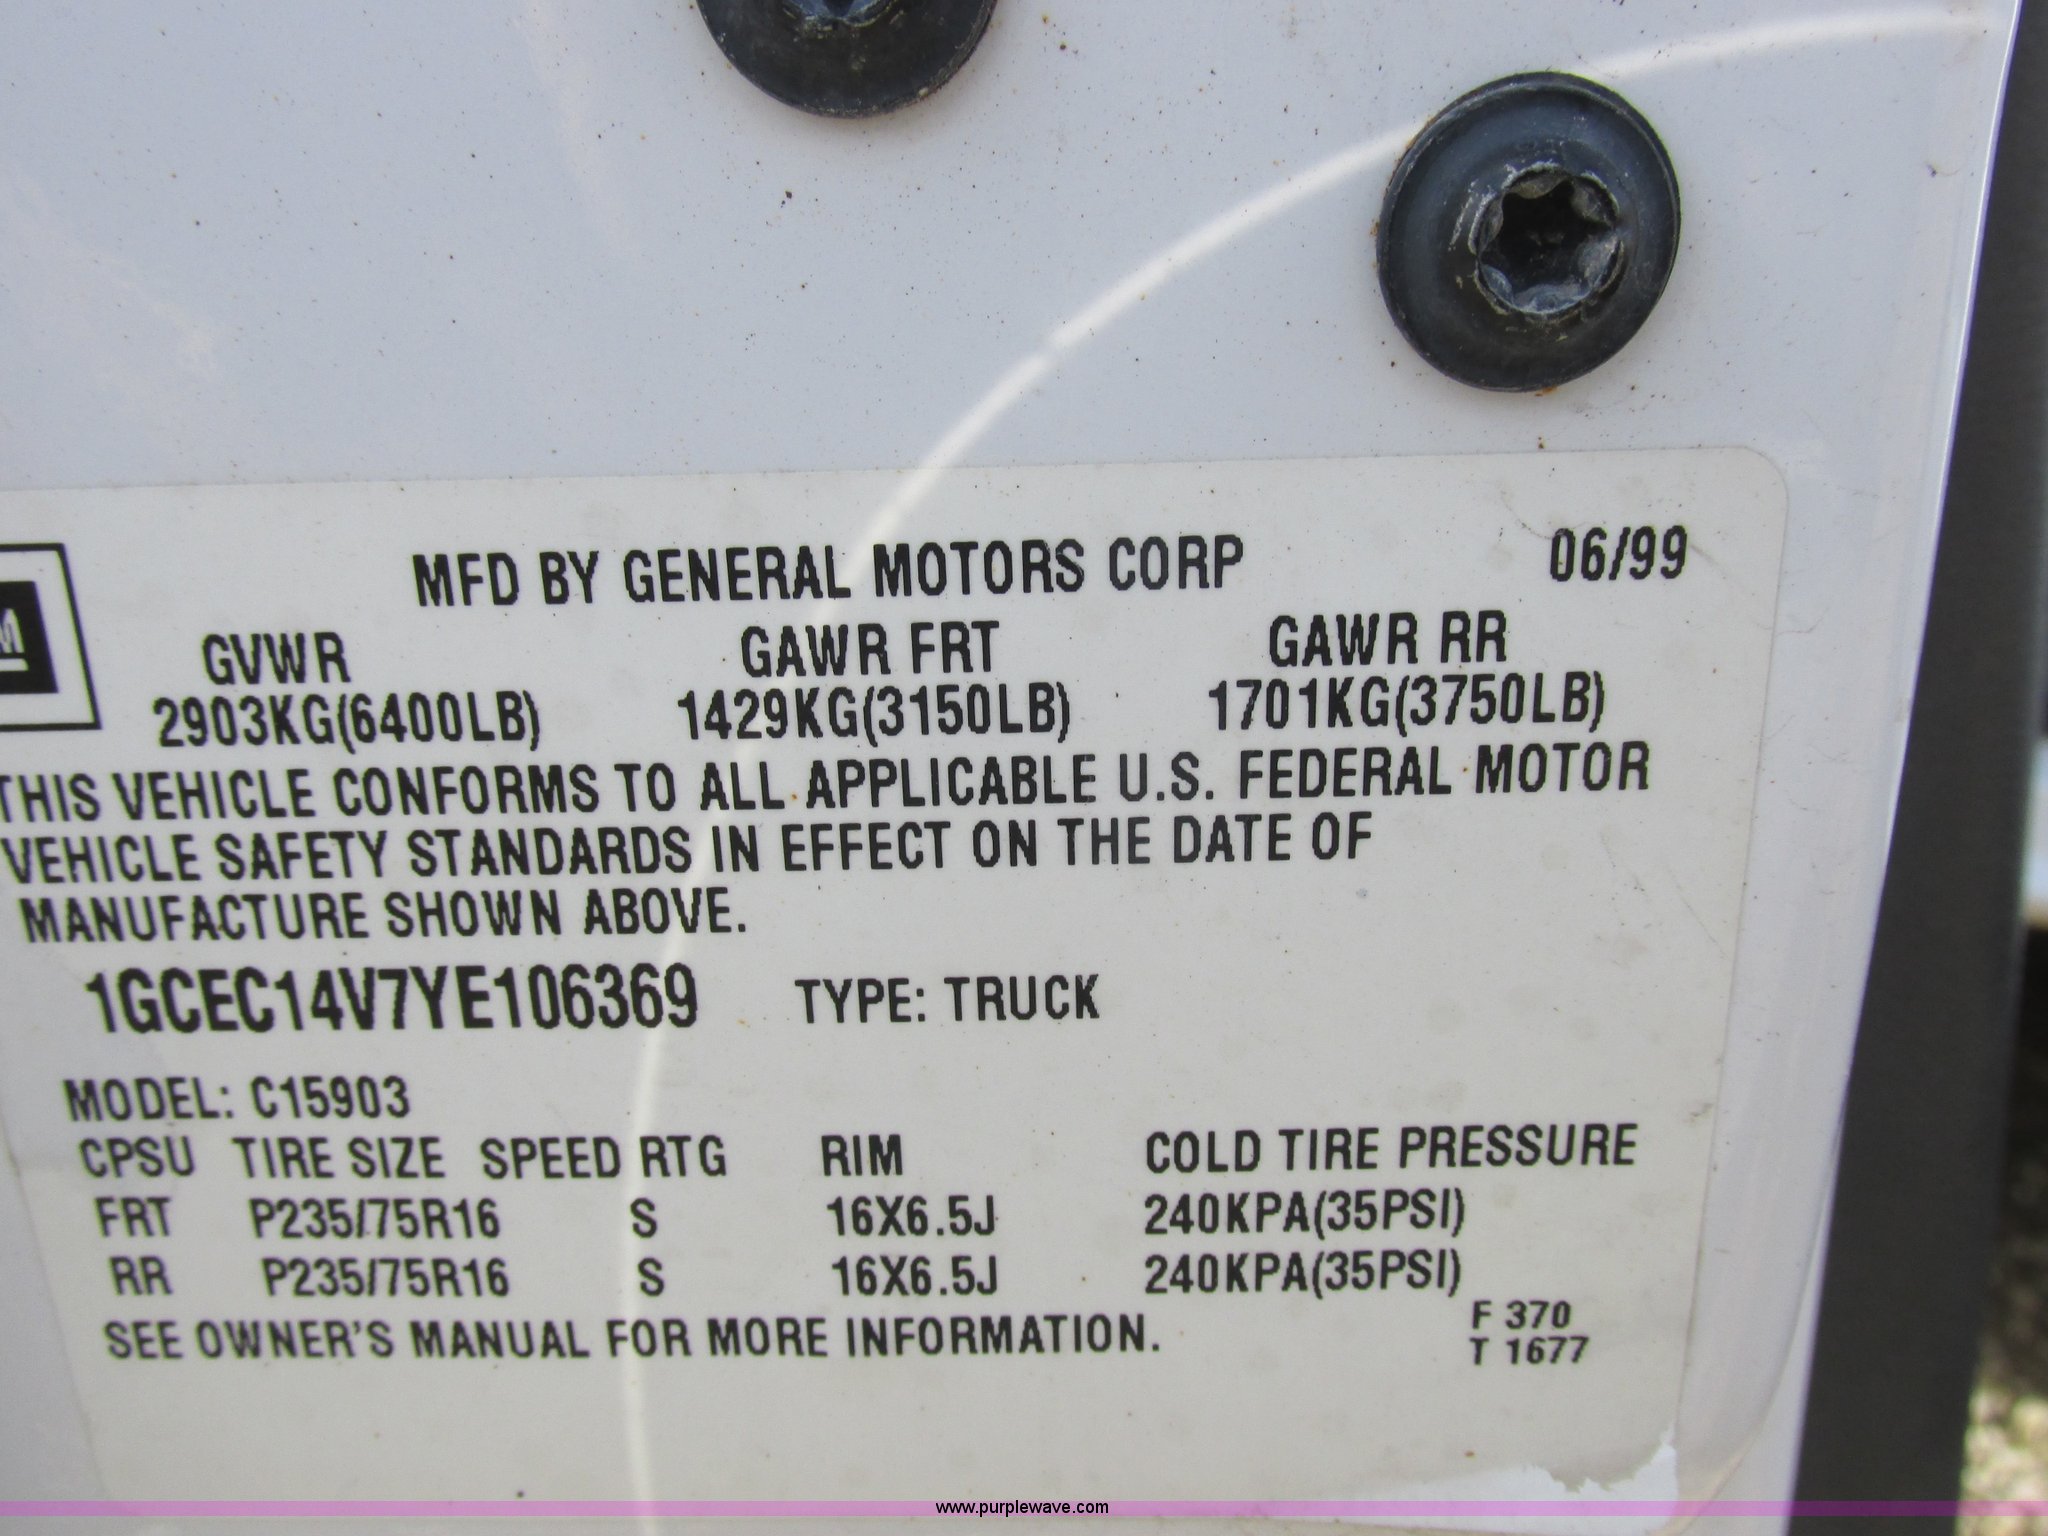 MFD BY GENERAL MOTORS CORP 06/99
GVWR GAWR FRT GAWR RR
2903KG(6400LB) 1429KG(3150LB) 1701KG(3750LB)
THIS VEHICLE CONFORMS TO ALL APPLICABLE U.S. FEDERAL MOTOR
VEHICLE SAFETY STANDARDS IN EFFECT ON THE DATE OF
MANUFACTURE SHOWN ABOVE.
1GCEC14V7YE106369 TYPE: TRUCK
MODEL: C15903
CPSU TIRE SIZE SPEED RTG RIM COLD TIRE PRESSURE
FRT P235/75R16 S 16X6.5J 240KPA(35PSI)
RR P235/75R16 S 16X6.5J 240KPA(35PSI)
SEE OWNER'S MANUAL FOR MORE INFORMATION.
F 370
T 1677
www.purplewave.com